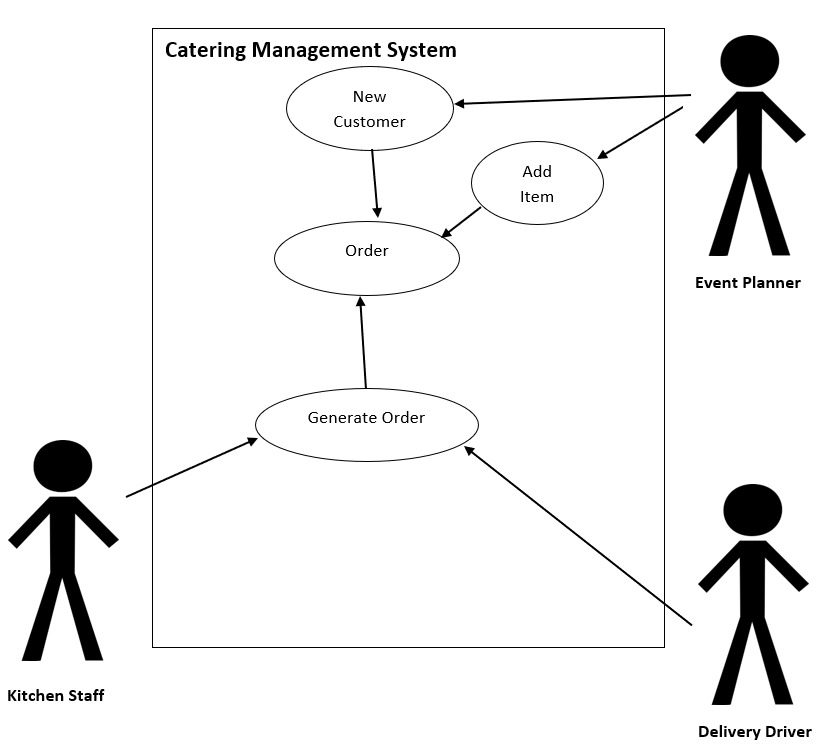 Catering Management System
New
Customer
Add
Item
Order
Event Planner
Generate Order
Kitchen Staff
Delivery Driver